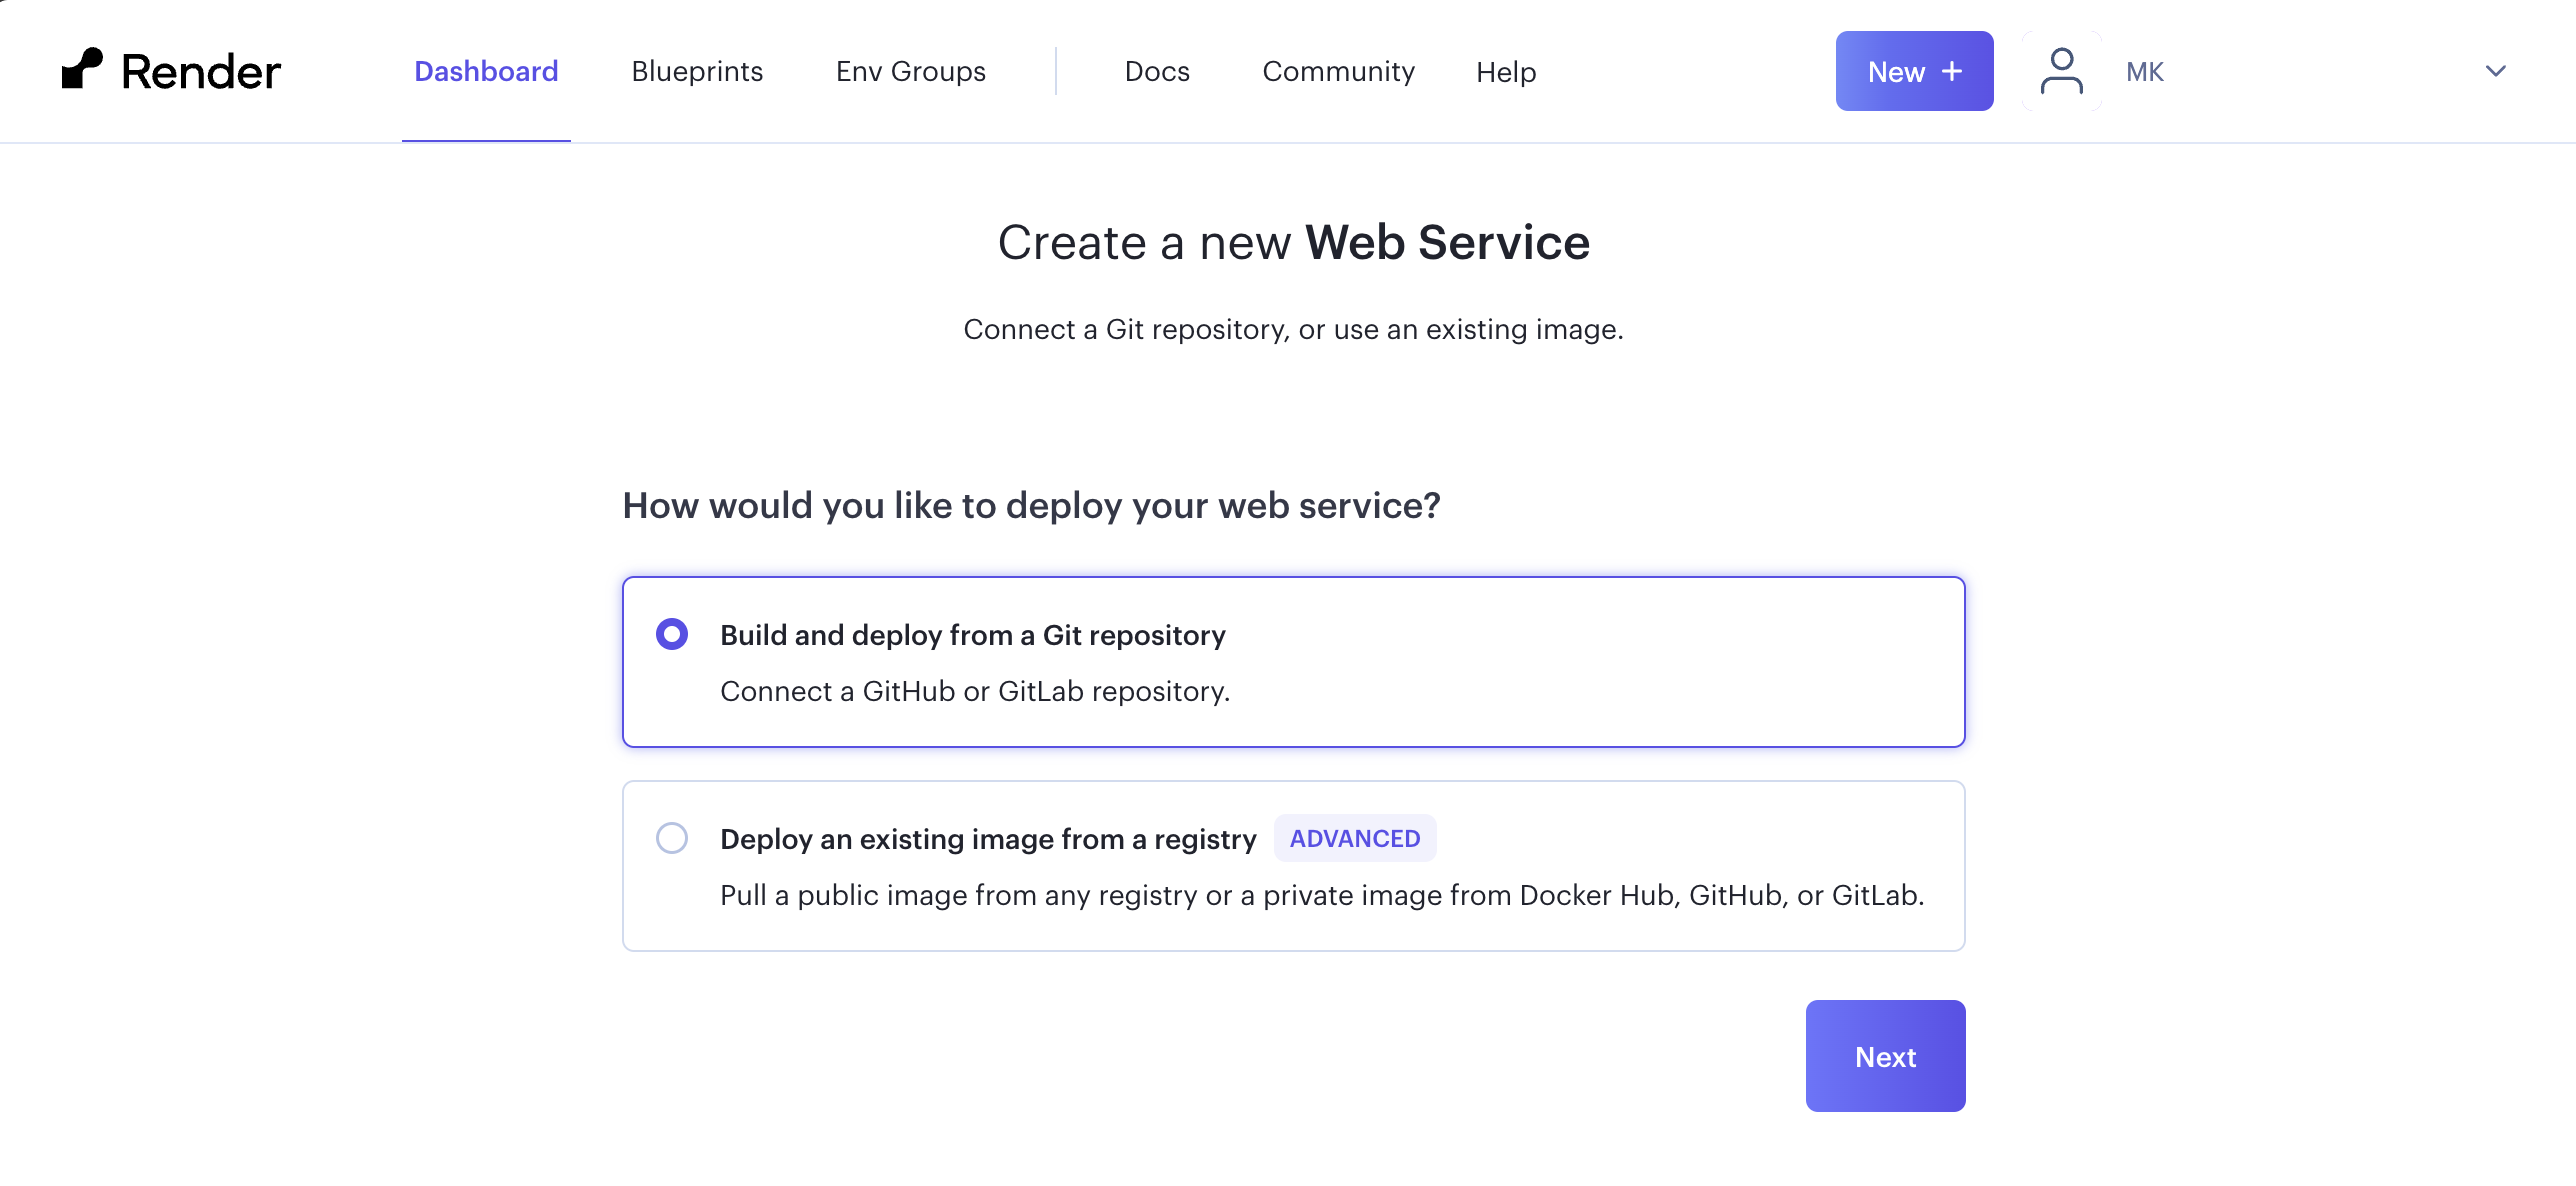 Render
Dashboard
Blueprints
Env Groups
Docs
Community
Help
New +
MK
Create a new Web Service
Connect a Git repository, or use an existing image.
How would you like to deploy your web service?
Build and deploy from a Git repository
Connect a GitHub or GitLab repository.
Deploy an existing image from a registry ADVANCED
Pull a public image from any registry or a private image from Docker Hub, GitHub, or GitLab.
Next